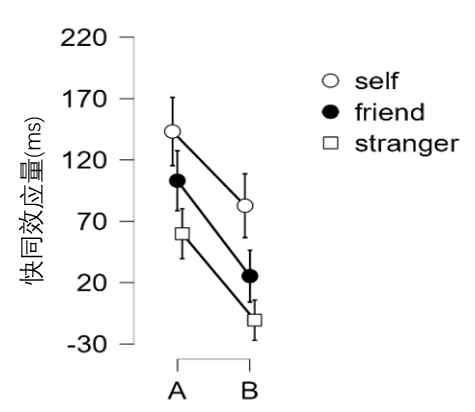 220
170
120
70
20
-30
快同效应量(ms)
A
B
self
friend
stranger